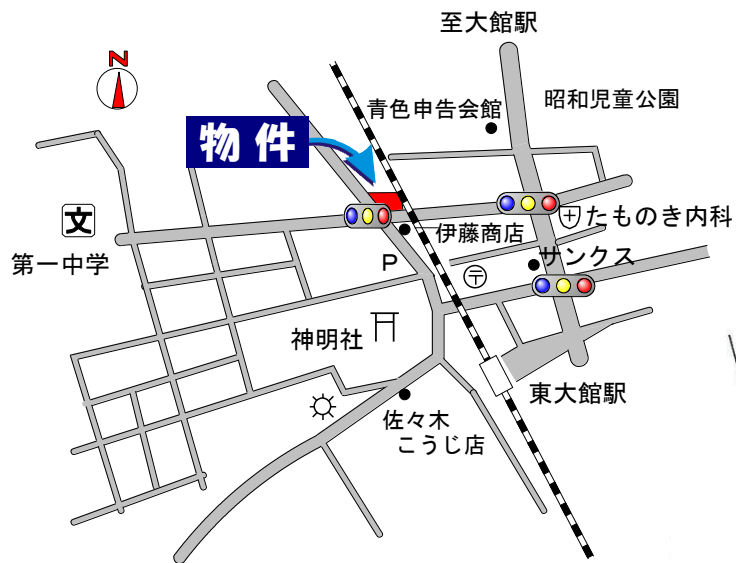 至大館駅
N
昭和児童公園
青色申告会館
物件
文
たものき内科
伊藤商店
第一中学
P
サンクス
〒
神明社
東大館駅
佐々木
こうじ店